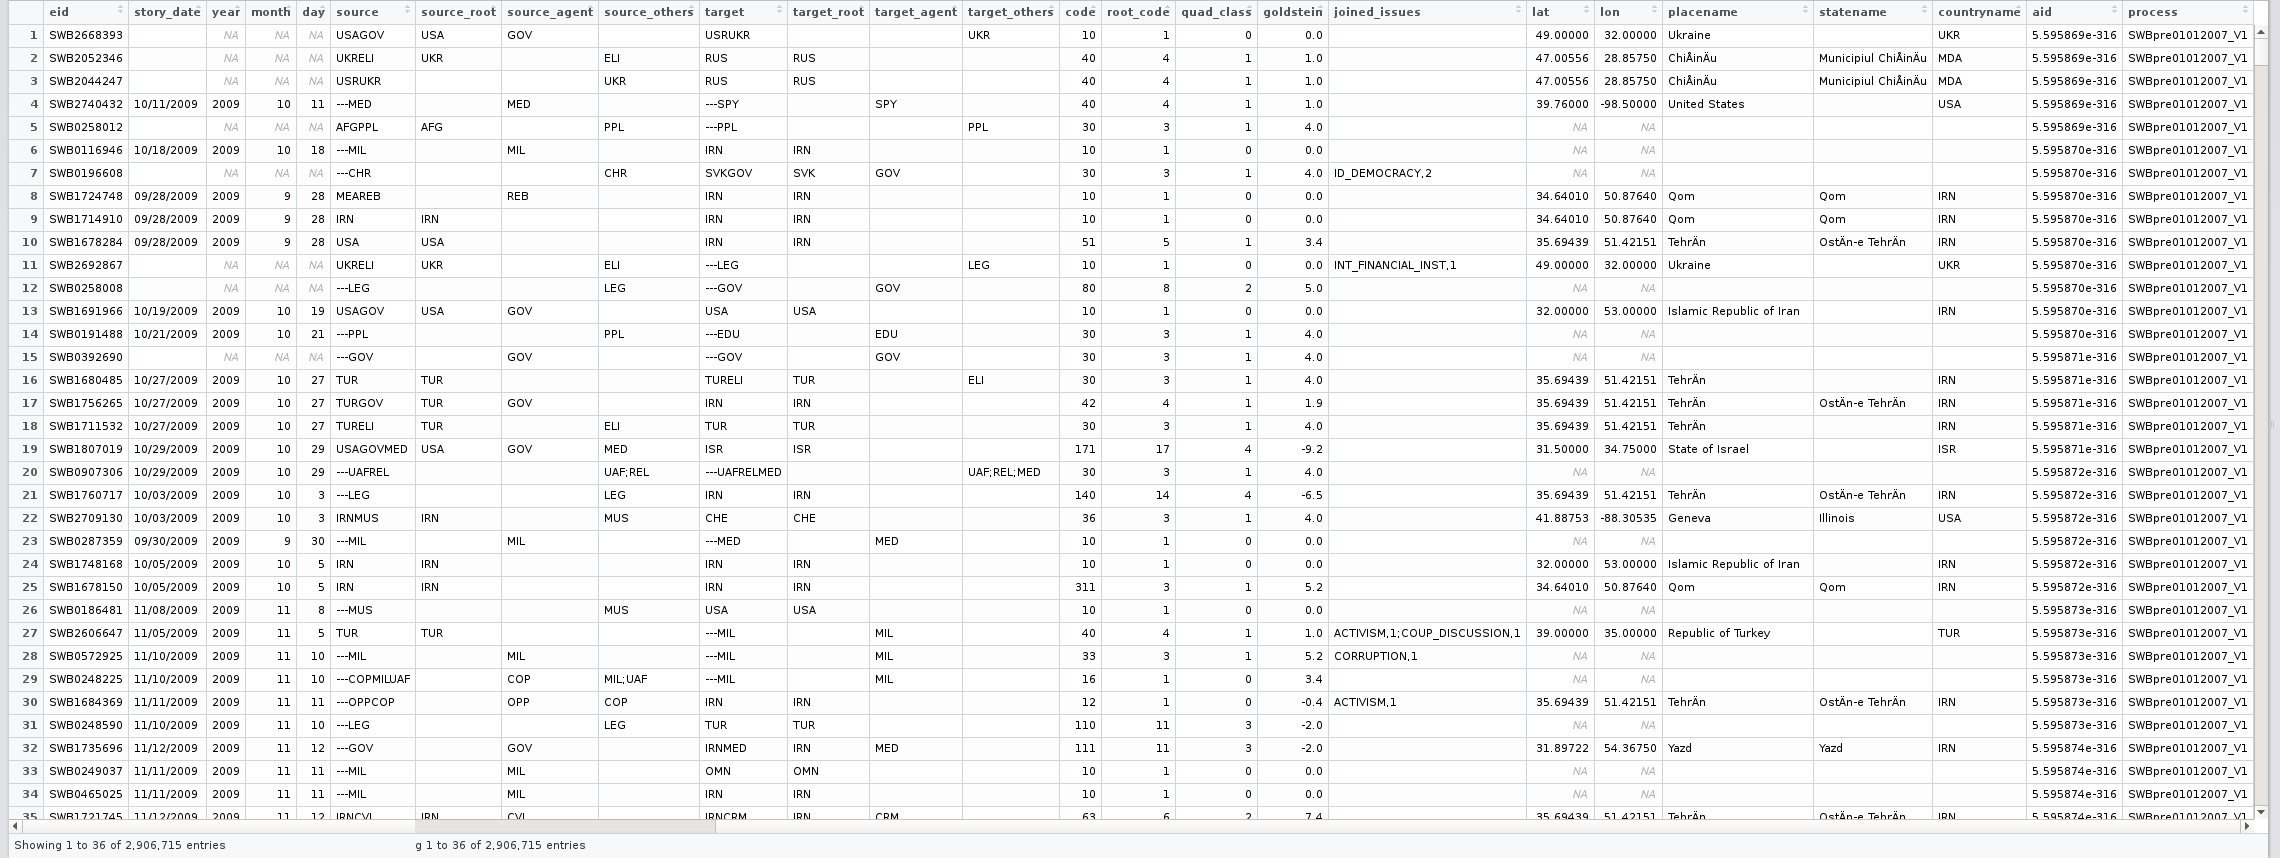 eid story_date year month day source source_root source_agent source_others target target_root target_agent target_others code root_code quad_class goldstein joined_issues lat lon placename statename countryname aid process
1 SWB2668393 NA NA NA USAGOV USA GOV USRUKR UKR 10 1 0 0.0 49.00000 32.00000 Ukraine UKR 5.595869e-316 SWBpre01012007_V1
2 SWB2052346 NA NA NA UKRELI UKR ELI RUS RUS 40 4 1 1.0 47.00556 28.85750 ChiÅinÄu Municipiul ChiÅinÄu MDA 5.595869e-316 SWBpre01012007_V1
3 SWB2044247 NA NA NA USRUKR UKR RUS RUS 40 4 1 1.0 47.00556 28.85750 ChiÅinÄu Municipiul ChiÅinÄu MDA 5.595869e-316 SWBpre01012007_V1
4 SWB2740432 10/11/2009 2009 10 11 ---MED MED ---SPY SPY 40 4 1 1.0 39.76000 -98.50000 United States USA 5.595869e-316 SWBpre01012007_V1
5 SWB0258012 NA NA NA AFGPPL AFG PPL ---PPL PPL 30 3 1 4.0 NA NA 5.595869e-316 SWBpre01012007_V1
6 SWB0116946 10/18/2009 2009 10 18 ---MIL MIL IRN IRN 10 1 0 0.0 NA NA 5.595870e-316 SWBpre01012007_V1
7 SWB0196608 NA NA NA ---CHR CHR SVKGOV SVK GOV 30 3 1 4.0 ID_DEMOCRACY,2 NA NA 5.595870e-316 SWBpre01012007_V1
8 SWB1724748 09/28/2009 2009 9 28 MEAREB REB IRN IRN 10 1 0 0.0 34.64010 50.87640 Qom Qom IRN 5.595870e-316 SWBpre01012007_V1
9 SWB1714910 09/28/2009 2009 9 28 IRN IRN IRN IRN 10 1 0 0.0 34.64010 50.87640 Qom Qom IRN 5.595870e-316 SWBpre01012007_V1
10 SWB1678284 09/28/2009 2009 9 28 USA USA IRN IRN 51 5 1 3.4 35.69439 51.42151 TehrÄn OstÄn-e TehrÄn IRN 5.595870e-316 SWBpre01012007_V1
11 SWB2692867 NA NA NA UKRELI UKR ELI ---LEG LEG 10 1 0 0.0 INT_FINANCIAL_INST,1 49.00000 32.00000 Ukraine UKR 5.595870e-316 SWBpre01012007_V1
12 SWB0258008 NA NA NA ---LEG LEG ---GOV GOV 80 8 2 5.0 NA NA 5.595870e-316 SWBpre01012007_V1
13 SWB1691966 10/19/2009 2009 10 19 USAGOV USA GOV USA USA 10 1 0 0.0 32.00000 53.00000 Islamic Republic of Iran IRN 5.595870e-316 SWBpre01012007_V1
14 SWB0191488 10/21/2009 2009 10 21 ---PPL PPL ---EDU EDU 30 3 1 4.0 NA NA 5.595870e-316 SWBpre01012007_V1
15 SWB0392690 NA NA NA ---GOV GOV ---GOV GOV 30 3 1 4.0 NA NA 5.595871e-316 SWBpre01012007_V1
16 SWB1680485 10/27/2009 2009 10 27 TUR TUR TURELI TUR ELI 30 3 1 4.0 35.69439 51.42151 TehrÄn IRN 5.595871e-316 SWBpre01012007_V1
17 SWB1756265 10/27/2009 2009 10 27 TURGOV TUR GOV IRN IRN 42 4 1 1.9 35.69439 51.42151 TehrÄn OstÄn-e TehrÄn IRN 5.595871e-316 SWBpre01012007_V1
18 SWB1711532 10/27/2009 2009 10 27 TURELI TUR ELI TUR TUR 30 3 1 4.0 35.69439 51.42151 TehrÄn IRN 5.595871e-316 SWBpre01012007_V1
19 SWB1807019 10/29/2009 2009 10 29 USAGOVMED USA GOV MED ISR ISR 171 17 4 -9.2 31.50000 34.75000 State of Israel ISR 5.595871e-316 SWBpre01012007_V1
20 SWB0907306 10/29/2009 2009 10 29 ---UAFREL UAF;REL ---UAFRELMED UAF;REL;MED 30 3 1 4.0 NA NA 5.595872e-316 SWBpre01012007_V1
21 SWB1760717 10/03/2009 2009 10 3 ---LEG LEG IRN IRN 140 14 4 -6.5 35.69439 51.42151 TehrÄn OstÄn-e TehrÄn IRN 5.595872e-316 SWBpre01012007_V1
22 SWB2709130 10/03/2009 2009 10 3 IRNMUS IRN MUS CHE CHE 36 3 1 4.0 41.88753 -88.30535 Geneva Illinois USA 5.595872e-316 SWBpre01012007_V1
23 SWB0287359 09/30/2009 2009 9 30 ---MIL MIL ---MED MED 10 1 0 0.0 NA NA 5.595872e-316 SWBpre01012007_V1
24 SWB1748168 10/05/2009 2009 10 5 IRN IRN IRN IRN 10 1 0 0.0 32.00000 53.00000 Islamic Republic of Iran IRN 5.595872e-316 SWBpre01012007_V1
25 SWB1678150 10/05/2009 2009 10 5 IRN IRN IRN IRN 311 3 1 5.2 34.64010 50.87640 Qom Qom IRN 5.595872e-316 SWBpre01012007_V1
26 SWB0186481 11/08/2009 2009 11 8 ---MUS MUS USA USA 10 1 0 0.0 NA NA 5.595873e-316 SWBpre01012007_V1
27 SWB2606647 11/05/2009 2009 11 5 TUR TUR ---MIL MIL 40 4 1 1.0 ACTIVISM,1;COUP_DISCUSSION,1 39.00000 35.00000 Republic of Turkey TUR 5.595873e-316 SWBpre01012007_V1
28 SWB0572925 11/10/2009 2009 11 10 ---MIL MIL ---MIL MIL 33 3 1 5.2 CORRUPTION,1 NA NA 5.595873e-316 SWBpre01012007_V1
29 SWB0248225 11/10/2009 2009 11 10 ---COPMILUAF COP MIL;UAF ---MIL MIL 16 1 0 3.4 NA NA 5.595873e-316 SWBpre01012007_V1
30 SWB1684369 11/11/2009 2009 11 11 ---OPPCOP OPP COP IRN IRN 12 1 0 -0.4 ACTIVISM,1 35.69439 51.42151 TehrÄn OstÄn-e TehrÄn IRN 5.595873e-316 SWBpre01012007_V1
31 SWB0248590 11/10/2009 2009 11 10 ---LEG LEG TUR TUR 110 11 3 -2.0 NA NA 5.595873e-316 SWBpre01012007_V1
32 SWB1735696 11/12/2009 2009 11 12 ---GOV GOV IRNMED IRN MED 111 11 3 -2.0 31.89722 54.36750 Yazd Yazd IRN 5.595874e-316 SWBpre01012007_V1
33 SWB0249037 11/11/2009 2009 11 11 ---MIL MIL OMN OMN 10 1 0 0.0 NA NA 5.595874e-316 SWBpre01012007_V1
34 SWB0465025 11/11/2009 2009 11 11 ---MIL MIL IRN IRN 10 1 0 0.0 NA NA 5.595874e-316 SWBpre01012007_V1
35 SWB1721745 11/12/2009 2009 11 12 IRNCVL IRN CVL IRNCRM IRN CRM 63 6 2 7.4 35.69439 51.42151 TehrÄn OstÄn-e TehrÄn IRN 5.595874e-316 SWBpre01012007_V1
Showing 1 to 36 of 2,906,715 entries g 1 to 36 of 2,906,715 entries